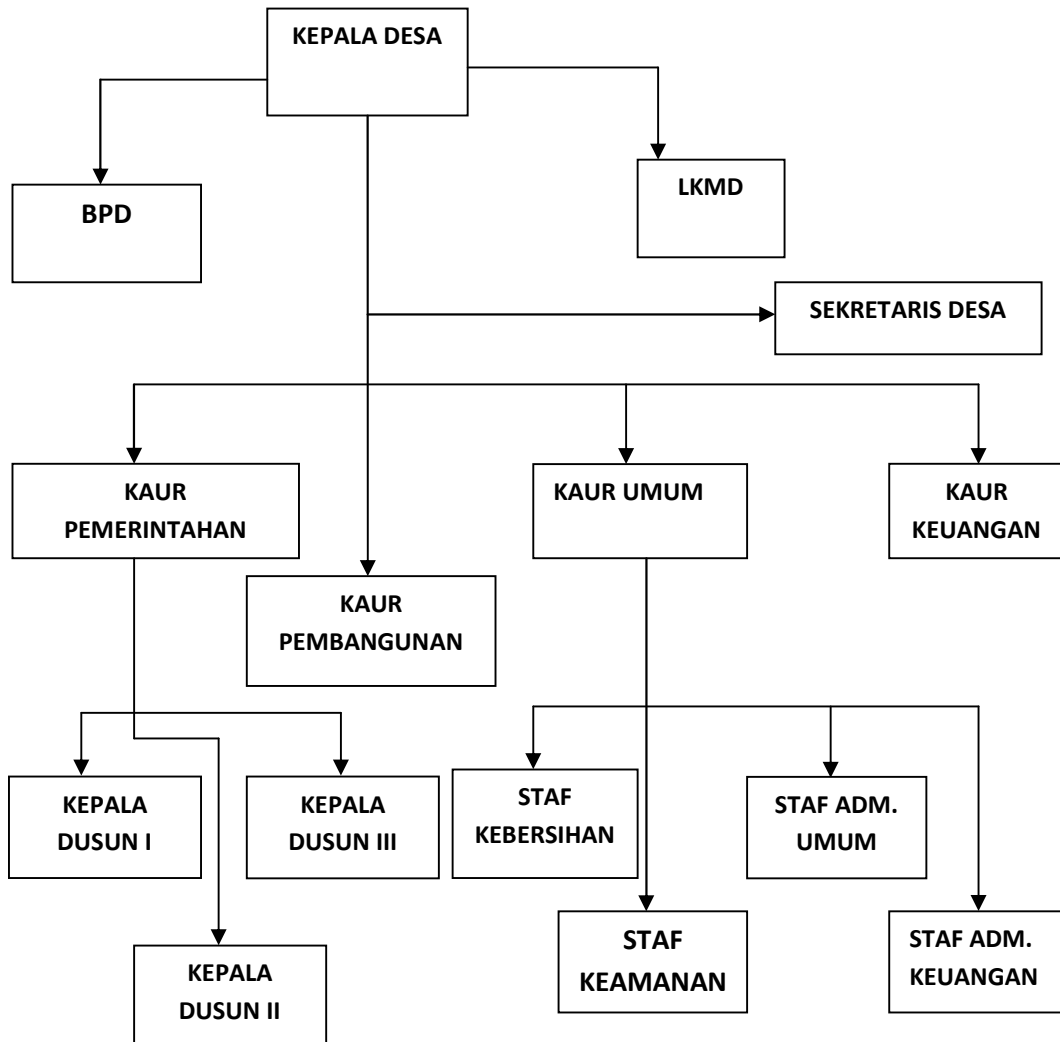 KEPALA DESA
BPD
LKMD
SEKRETARIS DESA
KAUR
PEMERINTAHAN
KAUR UMUM
KAUR
KEUANGAN
KAUR
PEMBANGUNAN
KEPALA
DUSUN I
KEPALA
DUSUN III
STAF
KEBERSIHAN
STAF ADM.
UMUM
KEPALA
DUSUN II
STAF
KEAMANAN
STAF ADM.
KEUANGAN